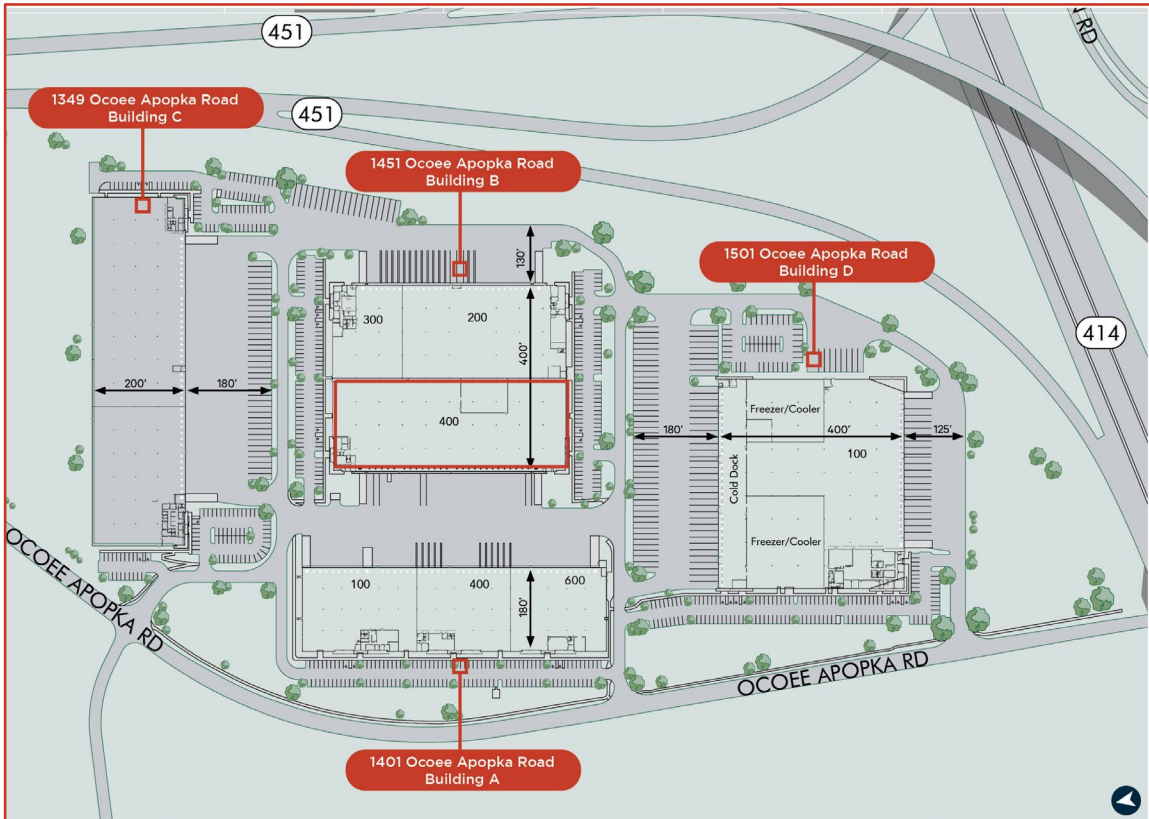 451
451
N RD
1349 Ocoee Apopka Road
Building C
1451 Ocoee Apopka Road
Building B
1501 Ocoee Apopka Road
Building D
414
130'
300
200
400'
400
200'
180'
180'
400'
125'
Freezer/Cooler
100
Cold Dock
Freezer/Cooler
100
400
600
180'
OCOEE APOPKA RD
OCOEE APOPKA RD
1401 Ocoee Apopka Road
Building A